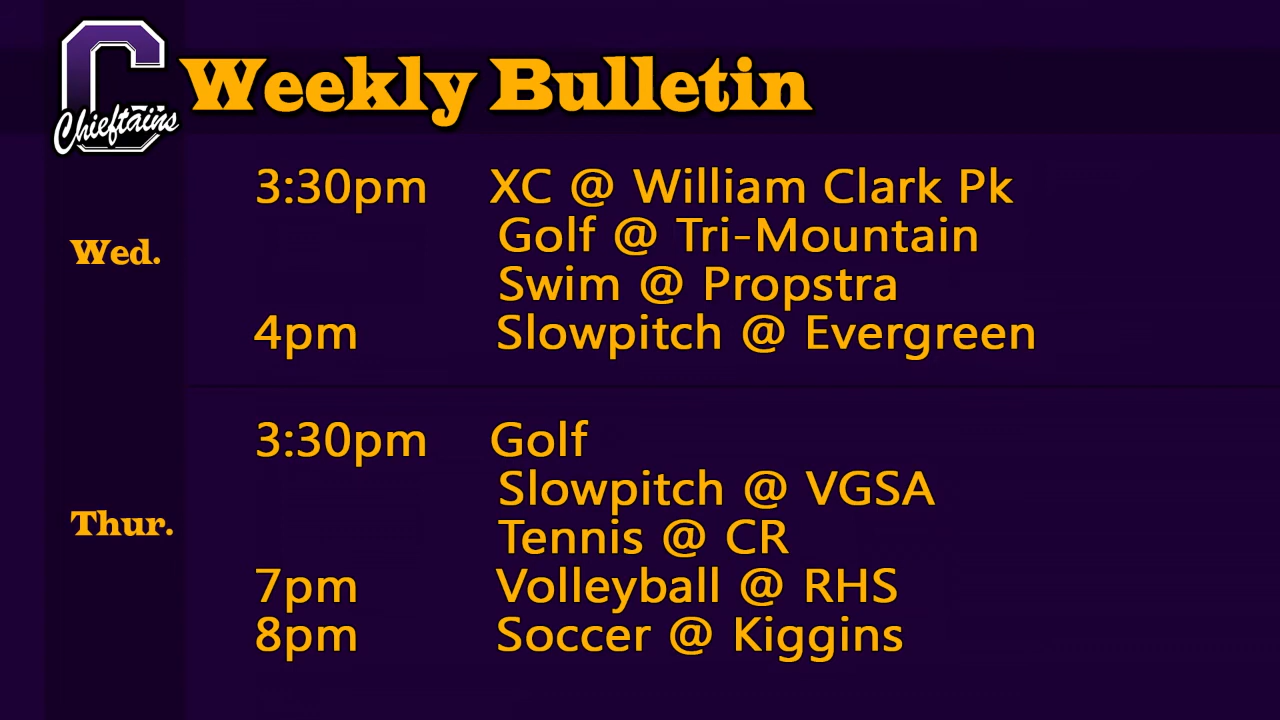 C
Chieftains
Weekly Bulletin
Wed.
3:30pm XC @ William Clark Pk
Golf @ Tri-Mountain
Swim @ Propstra
4pm Slowpitch @ Evergreen
Thur.
3:30pm Golf
Slowpitch @ VGSA
Tennis @ CR
7pm Volleyball @ RHS
8pm Soccer @ Kiggins